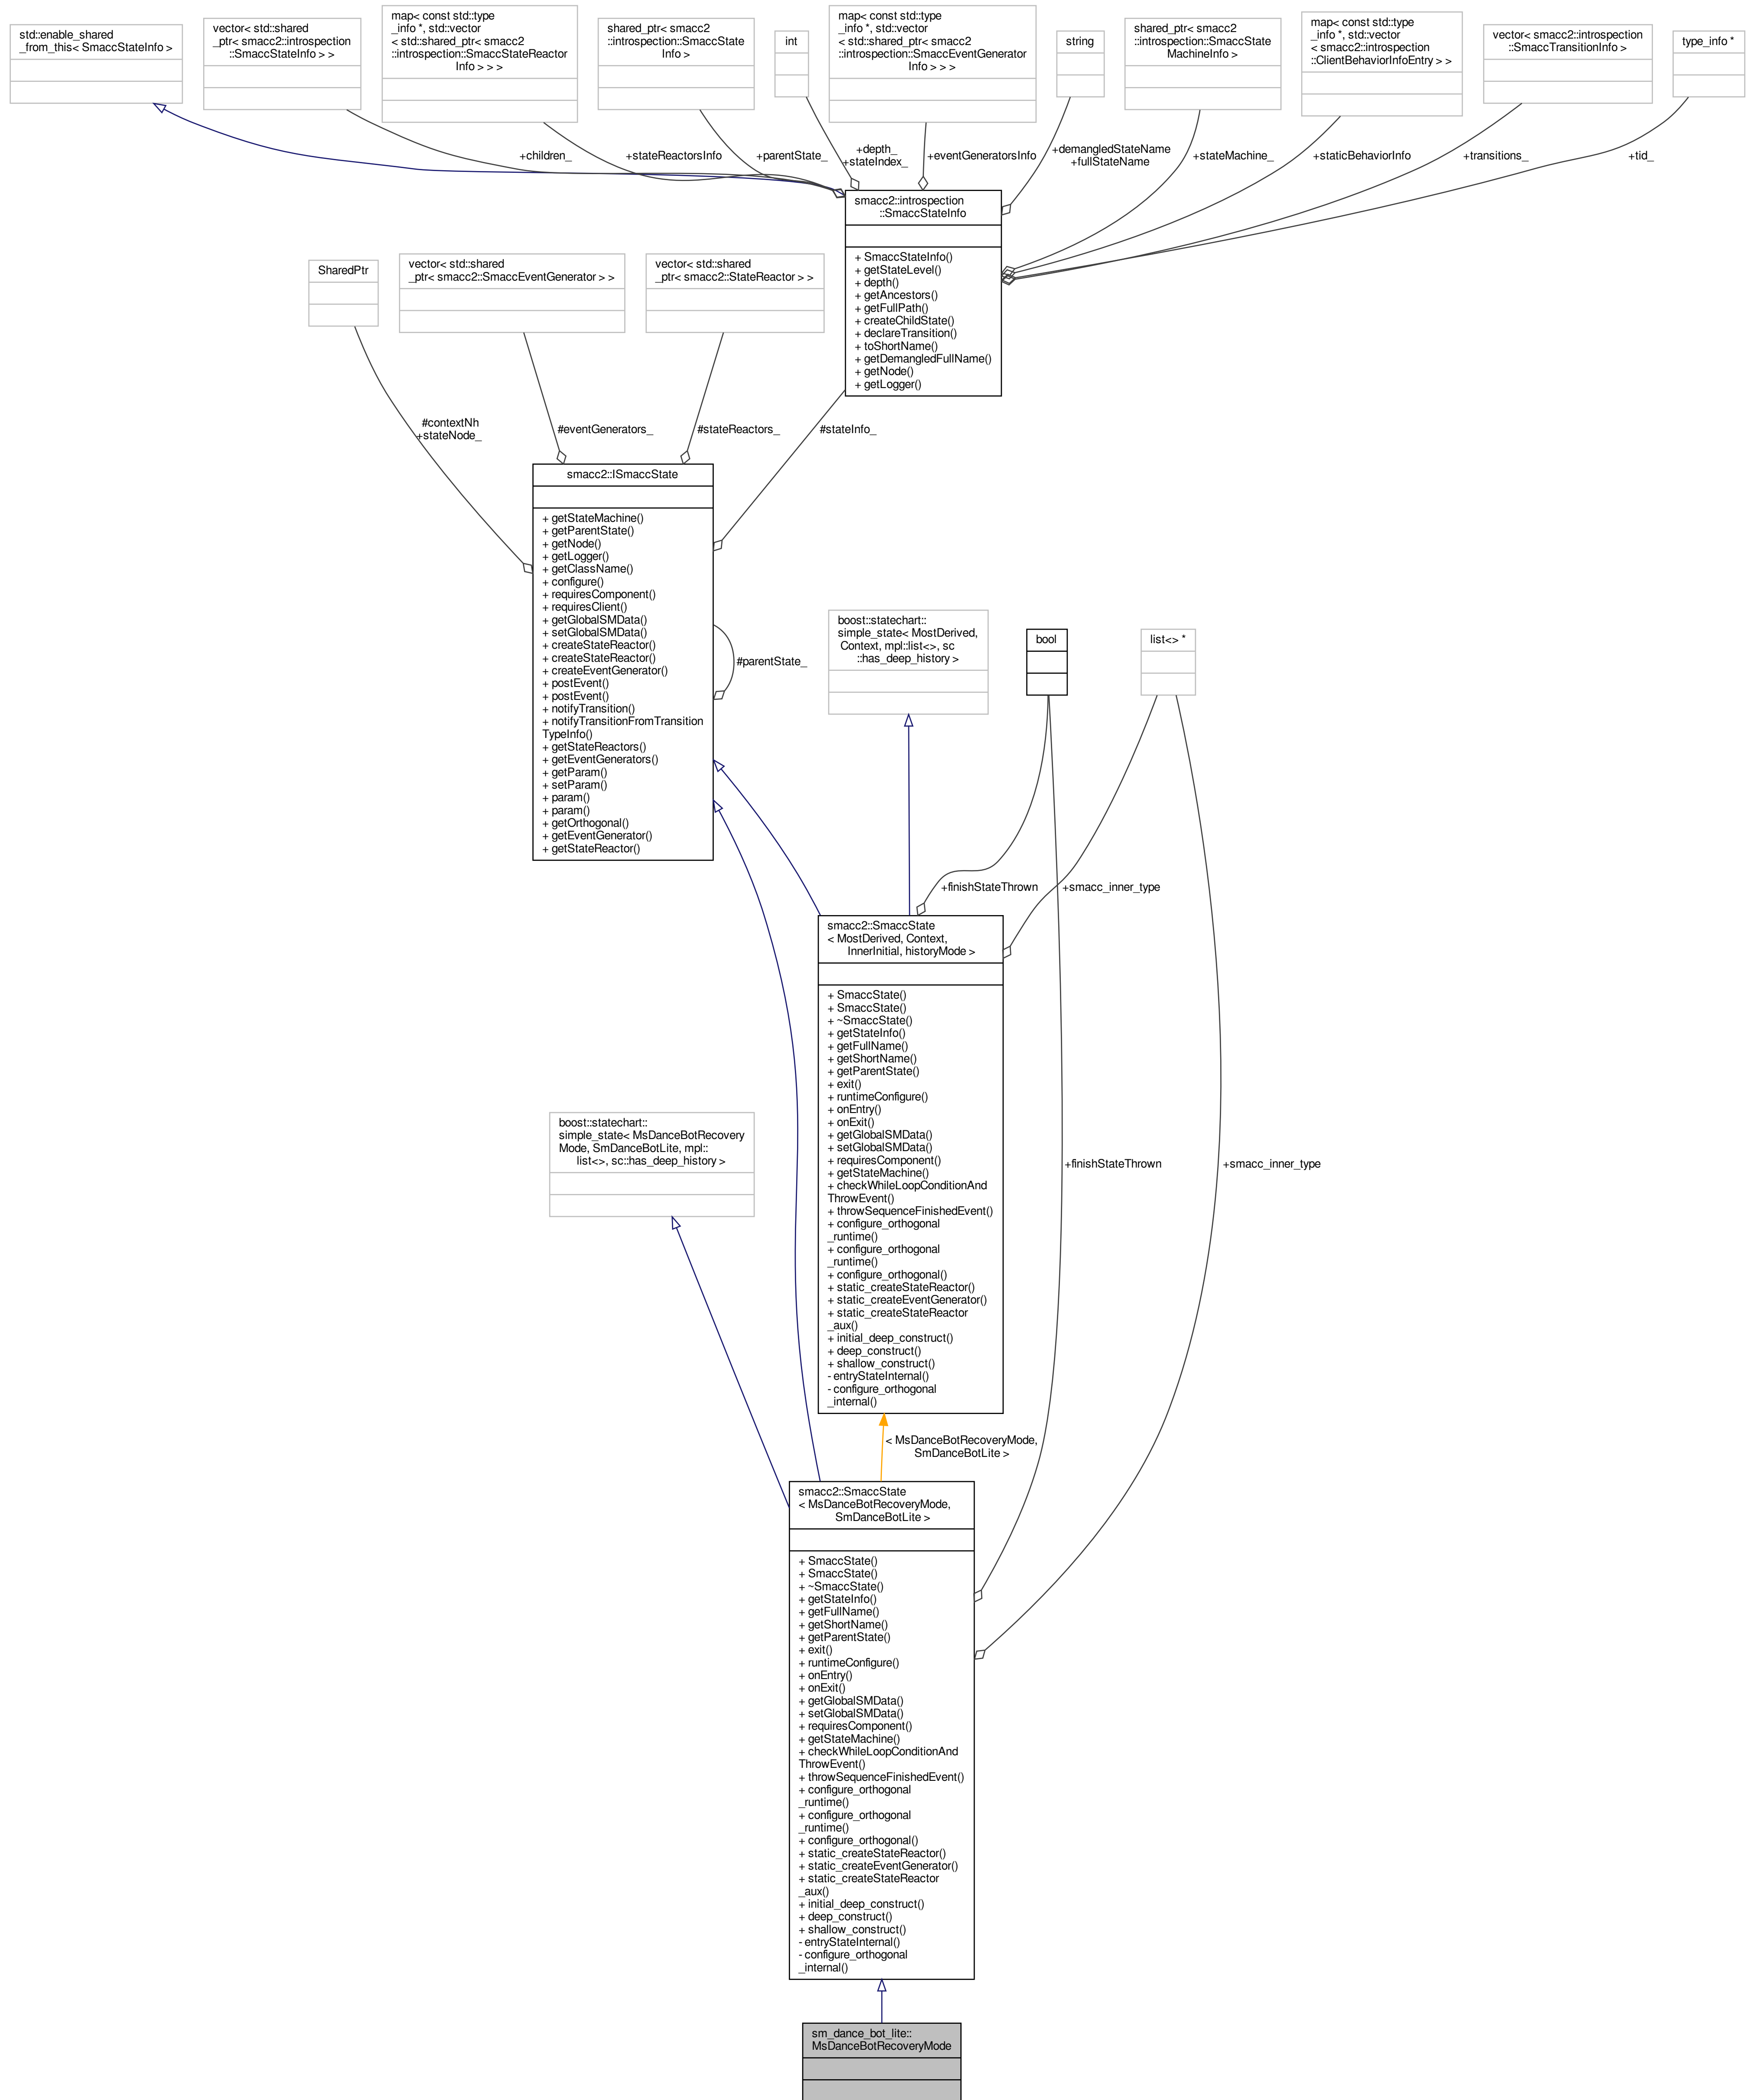 std::enable_shared
_from_this< SmaccStateInfo >
vector< std::shared
_ptr< smacc2::introspection
::SmaccStateInfo > >
map< const std::type
_info *, std::vector
< std::shared_ptr< smacc2
::introspection::SmaccStateReactor
Info > > >
shared_ptr< smacc2
::introspection::SmaccState
Info >
int
map< const std::type
_info *, std::vector
< std::shared_ptr< smacc2
::introspection::SmaccEventGenerator
Info > > >
string
shared_ptr< smacc2
::introspection::SmaccState
MachineInfo >
map< const std::type
_info *, std::vector
< smacc2::introspection
::ClientBehaviorInfoEntry > >
vector< smacc2::introspection
::SmaccTransitionInfo >
type_info *
+children_
+stateReactorsInfo
+parentState_
+depth_
+stateIndex_
+eventGeneratorsInfo
+demangledStateName
+fullStateName
+stateMachine_
+staticBehaviorInfo
+transitions_
+tid_
smacc2::introspection
::SmaccStateInfo
+ SmaccStateInfo()
+ getStateLevel()
+ depth()
+ getAncestors()
+ getFullPath()
+ createChildState()
+ declareTransition()
+ toShortName()
+ getDemangledFullName()
+ getNode()
+ getLogger()
SharedPtr
vector< std::shared
_ptr< smacc2::SmaccEventGenerator > >
vector< std::shared
_ptr< smacc2::StateReactor > >
#contextNh
+stateNode_
#eventGenerators_
#stateReactors_
#stateInfo_
smacc2::ISmaccState
+ getStateMachine()
+ getParentState()
+ getNode()
+ getLogger()
+ getClassName()
+ configure()
+ requiresComponent()
+ requiresClient()
+ getGlobalSMData()
+ setGlobalSMData()
+ createStateReactor()
+ createStateReactor()
+ createEventGenerator()
+ postEvent()
+ postEvent()
+ notifyTransition()
+ notifyTransitionFromTransition
TypeInfo()
+ getStateReactors()
+ getEventGenerators()
+ getParam()
+ setParam()
+ param()
+ param()
+ getOrthogonal()
+ getEventGenerator()
+ getStateReactor()
#parentState_
boost::statechart::
simple_state< MostDerived,
Context, mpl::list<>, sc
::has_deep_history >
bool
list<> *
+finishStateThrown
+smacc_inner_type
smacc2::SmaccState
< MostDerived, Context,
InnerInitial, historyMode >
+ SmaccState()
+ SmaccState()
+ ~SmaccState()
+ getStateInfo()
+ getFullName()
+ getShortName()
+ getParentState()
+ exit()
+ runtimeConfigure()
+ onEntry()
+ onExit()
+ getGlobalSMData()
+ setGlobalSMData()
+ requiresComponent()
+ getStateMachine()
+ checkWhileLoopConditionAnd
ThrowEvent()
+ throwSequenceFinishedEvent()
+ configure_orthogonal
_runtime()
+ configure_orthogonal
_runtime()
+ configure_orthogonal()
+ static_createStateReactor()
+ static_createEventGenerator()
+ static_createStateReactor
_aux()
+ initial_deep_construct()
+ deep_construct()
+ shallow_construct()
- entryStateInternal()
- configure_orthogonal
_internal()
boost::statechart::
simple_state< MsDanceBotRecovery
Mode, SmDanceBotLite, mpl::
list<>, sc::has_deep_history >
+finishStateThrown
+smacc_inner_type
< MsDanceBotRecoveryMode,
SmDanceBotLite >
smacc2::SmaccState
< MsDanceBotRecoveryMode,
SmDanceBotLite >
+ SmaccState()
+ SmaccState()
+ ~SmaccState()
+ getStateInfo()
+ getFullName()
+ getShortName()
+ getParentState()
+ exit()
+ runtimeConfigure()
+ onEntry()
+ onExit()
+ getGlobalSMData()
+ setGlobalSMData()
+ requiresComponent()
+ getStateMachine()
+ checkWhileLoopConditionAnd
ThrowEvent()
+ throwSequenceFinishedEvent()
+ configure_orthogonal
_runtime()
+ configure_orthogonal
_runtime()
+ configure_orthogonal()
+ static_createStateReactor()
+ static_createEventGenerator()
+ static_createStateReactor
_aux()
+ initial_deep_construct()
+ deep_construct()
+ shallow_construct()
- entryStateInternal()
- configure_orthogonal
_internal()
sm_dance_bot_lite::
MsDanceBotRecoveryMode